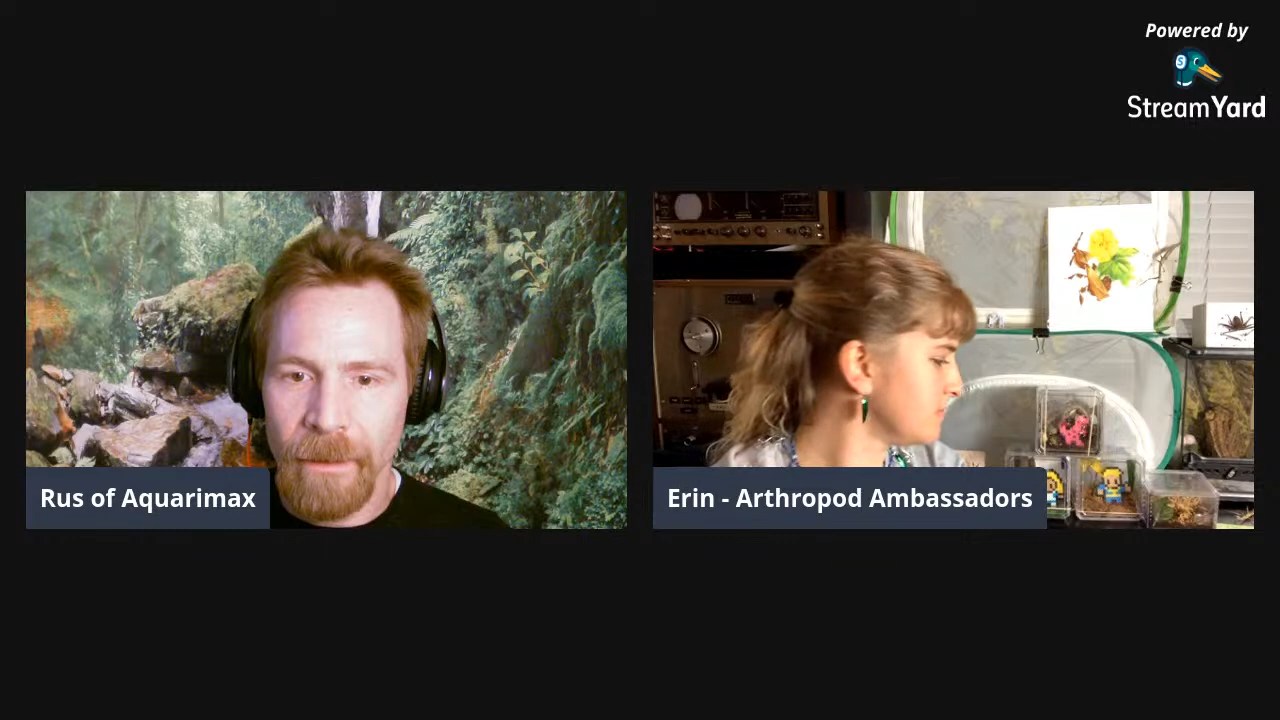 Powered by
StreamYard
Rus of Aquarimax
Erin - Arthropod Ambassadors